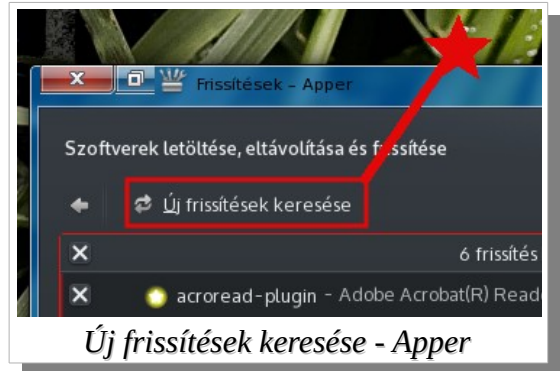 Frissítések – Apper
Szoftverek letöltése, eltávolítása és frissítése
Új frissítések keresése
6 frissítés
acroread-plugin - Adobe Acrobat(R) Read
Új frissítések keresése - Apper